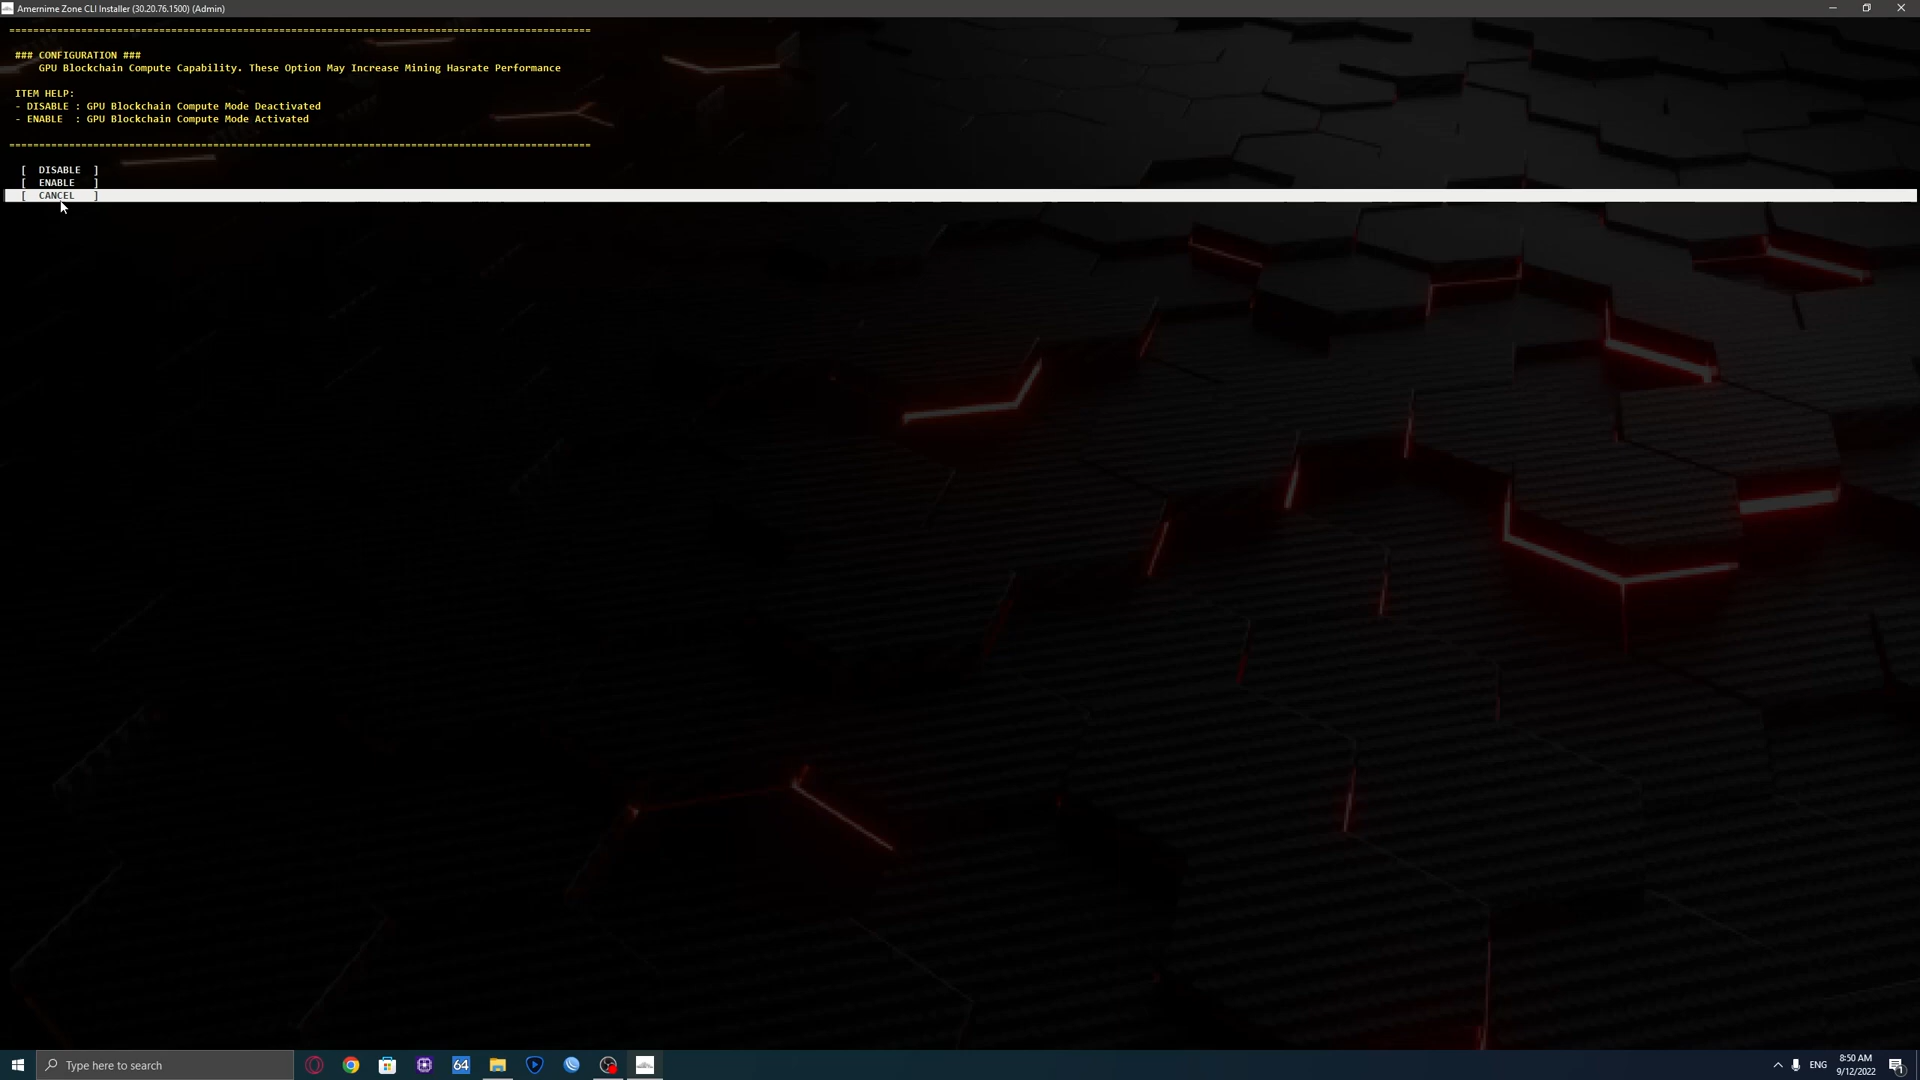 Amernime Zone CLI Installer (30.20.76.1500) (Admin)
==================================================================================================
### CONFIGURATION ###
GPU Blockchain Compute Capability. These Option May Increase Mining Hasrate Performance
ITEM HELP:
- DISABLE : GPU Blockchain Compute Mode Deactivated
- ENABLE  : GPU Blockchain Compute Mode Activated
==================================================================================================
[  DISABLE  ]
[  ENABLE   ]
[  CANCEL   ]
Type here to search
64
ENG
8:50 AM
9/12/2022
1